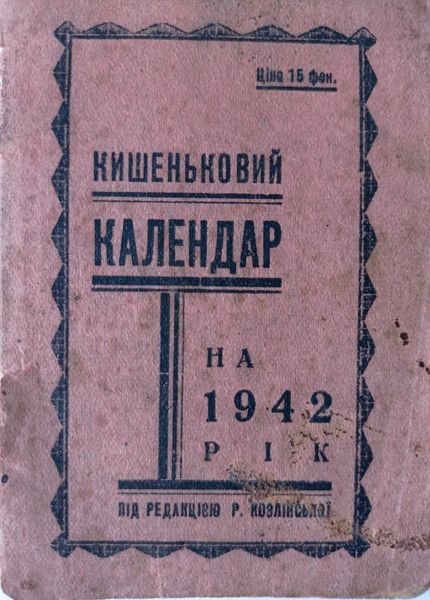 Ціна 15 фен.
КИШЕНЬКОВИЙ
КАЛЕНДАР
НА
1942
РІК
ПІД РЕДАКЦІЄЮ Р. КОЗЛІНСЬКОЇ